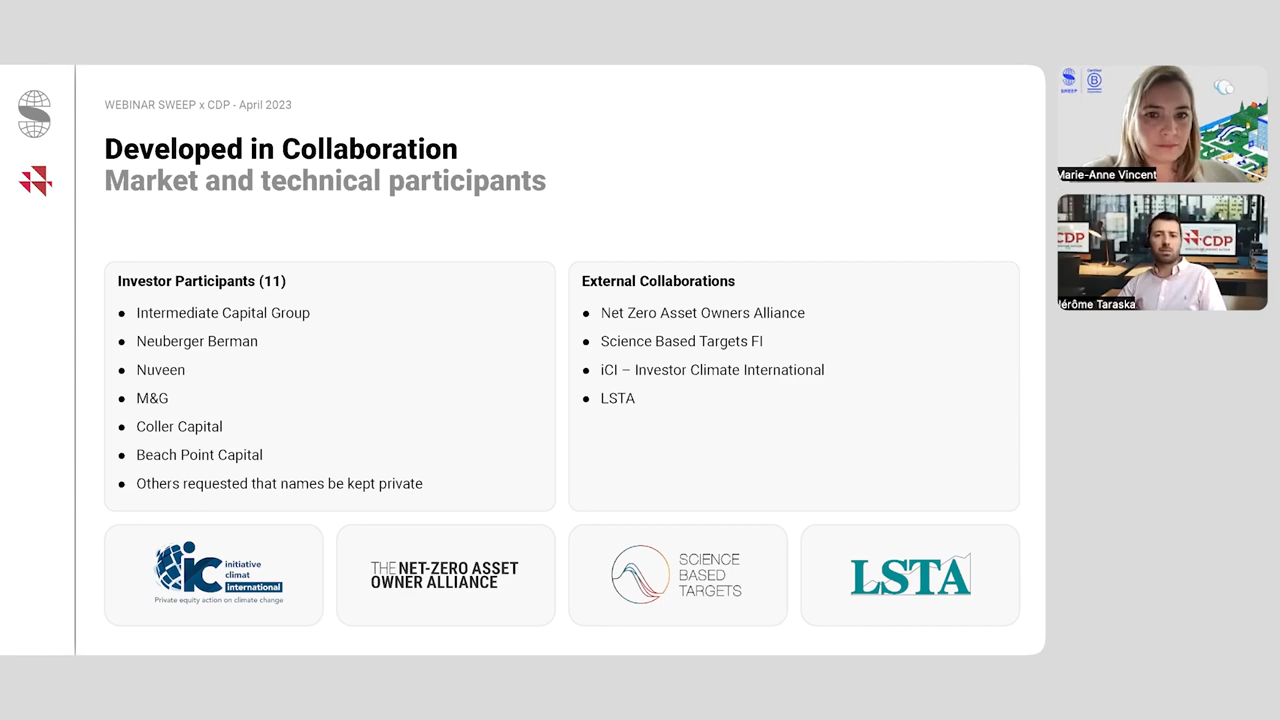 WEBINAR SWEEP x CDP - April 2023
Developed in Collaboration
Market and technical participants
Investor Participants (11)
● Intermediate Capital Group
● Neuberger Berman
● Nuveen
● M&G
● Coller Capital
● Beach Point Capital
● Others requested that names be kept private
External Collaborations
● Net Zero Asset Owners Alliance
● Science Based Targets FI
● iCI – Investor Climate International
● LSTA
iC initiative
climat
international
Private equity action on climate change
THE NET-ZERO ASSET
OWNER ALLIANCE
SCIENCE
BASED
TARGETS
LSTA
SWEEP
Certified
B
Marie-Anne Vincent
CDP
CDP
Jérôme Taraska